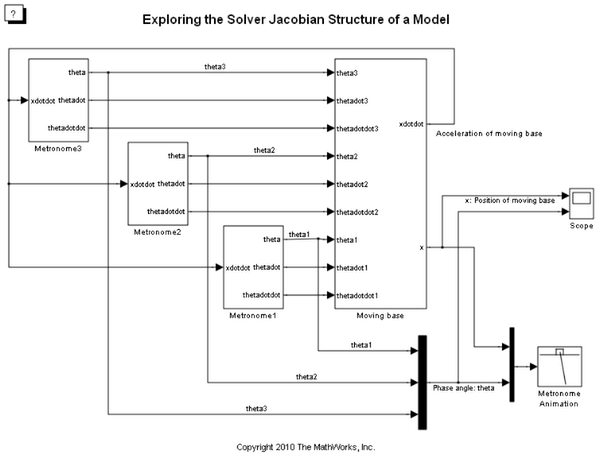 ?
Exploring the Solver Jacobian Structure of a Model
theta3
theta
xdotdot
thetadot
thetadotdot
Metronome3
theta3
thetadot3
thetadotdot3
theta2
thetadot2
thetadotdot2
theta1
thetadot1
thetadotdot1
xdotdot
x
Moving base
Acceleration of moving base
theta2
theta
xdotdot
thetadot
thetadotdot
Metronome2
x: Position of moving base
Scope
theta1
theta
xdotdot
thetadot
thetadotdot
Metronome1
theta1
theta2
theta3
Phase angle: theta
Metronome
Animation
Copyright 2010 The MathWorks, Inc.